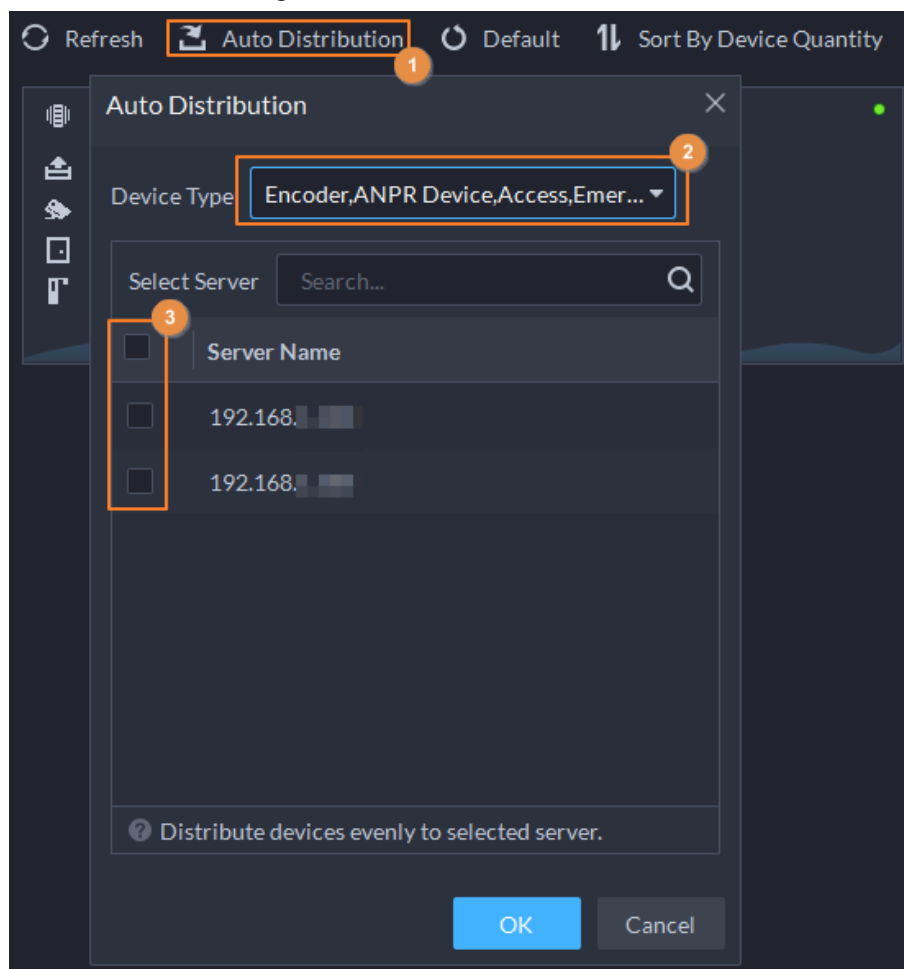 Refresh Auto Distribution Default Sort By Device Quantity
1
Auto Distribution
2
Device Type Encoder,ANPR Device,Access,Emer...
Select Server Search...
3
Server Name
192.168.
192.168.
Distribute devices evenly to selected server.
OK Cancel